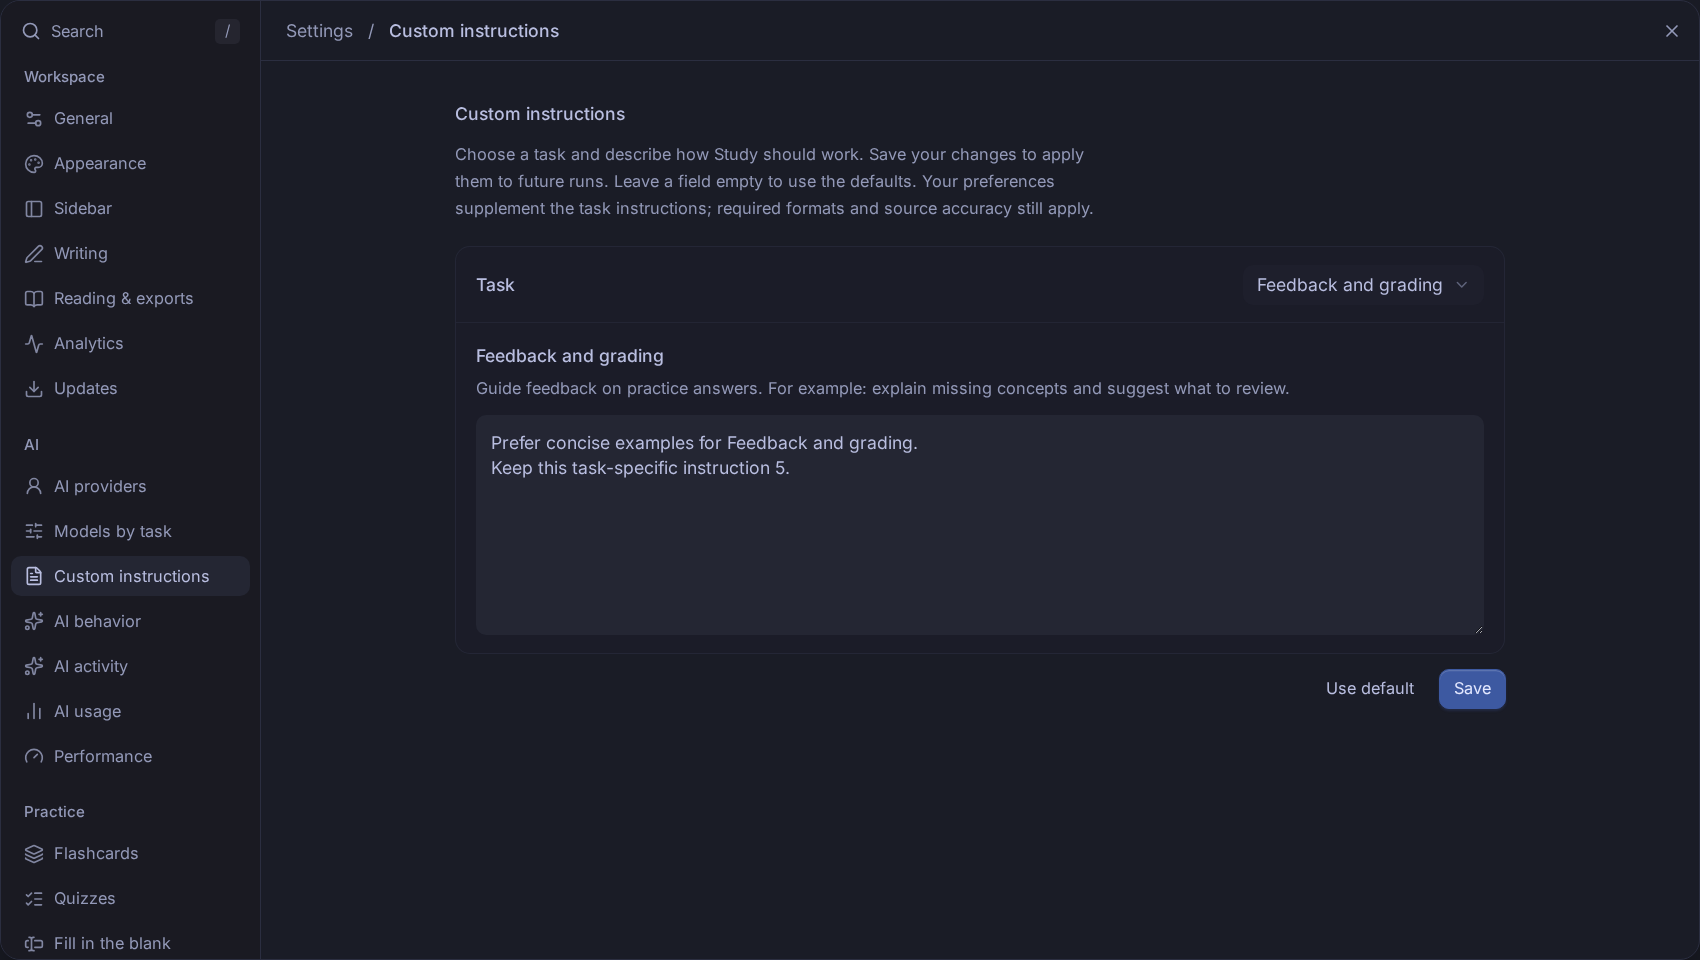 Search
/
Workspace
General
Appearance
Sidebar
Writing
Reading & exports
Analytics
Updates
AI
AI providers
Models by task
Custom instructions
AI behavior
AI activity
AI usage
Performance
Practice
Flashcards
Quizzes
Fill in the blank
Settings / Custom instructions
Custom instructions
Choose a task and describe how Study should work. Save your changes to apply
them to future runs. Leave a field empty to use the defaults. Your preferences
supplement the task instructions; required formats and source accuracy still apply.
Task
Feedback and grading
Feedback and grading
Guide feedback on practice answers. For example: explain missing concepts and suggest what to review.
Prefer concise examples for Feedback and grading.
Keep this task-specific instruction 5.
Use default
Save